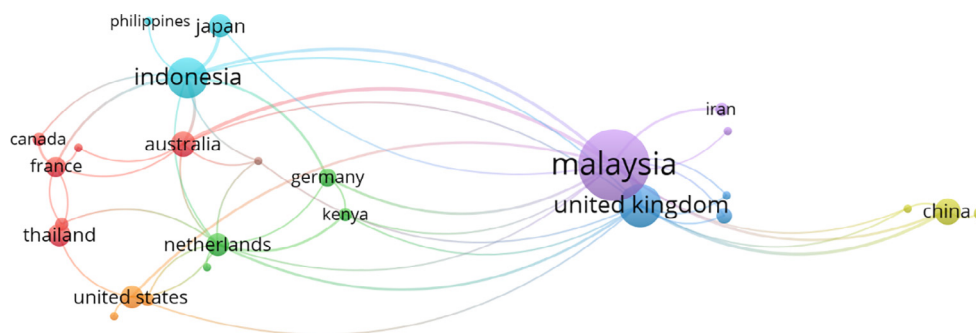 philippines
japan
indonesia
canada
australia
france
germany
kenya
thailand
netherlands
united states
iran
malaysia
united kingdom
china